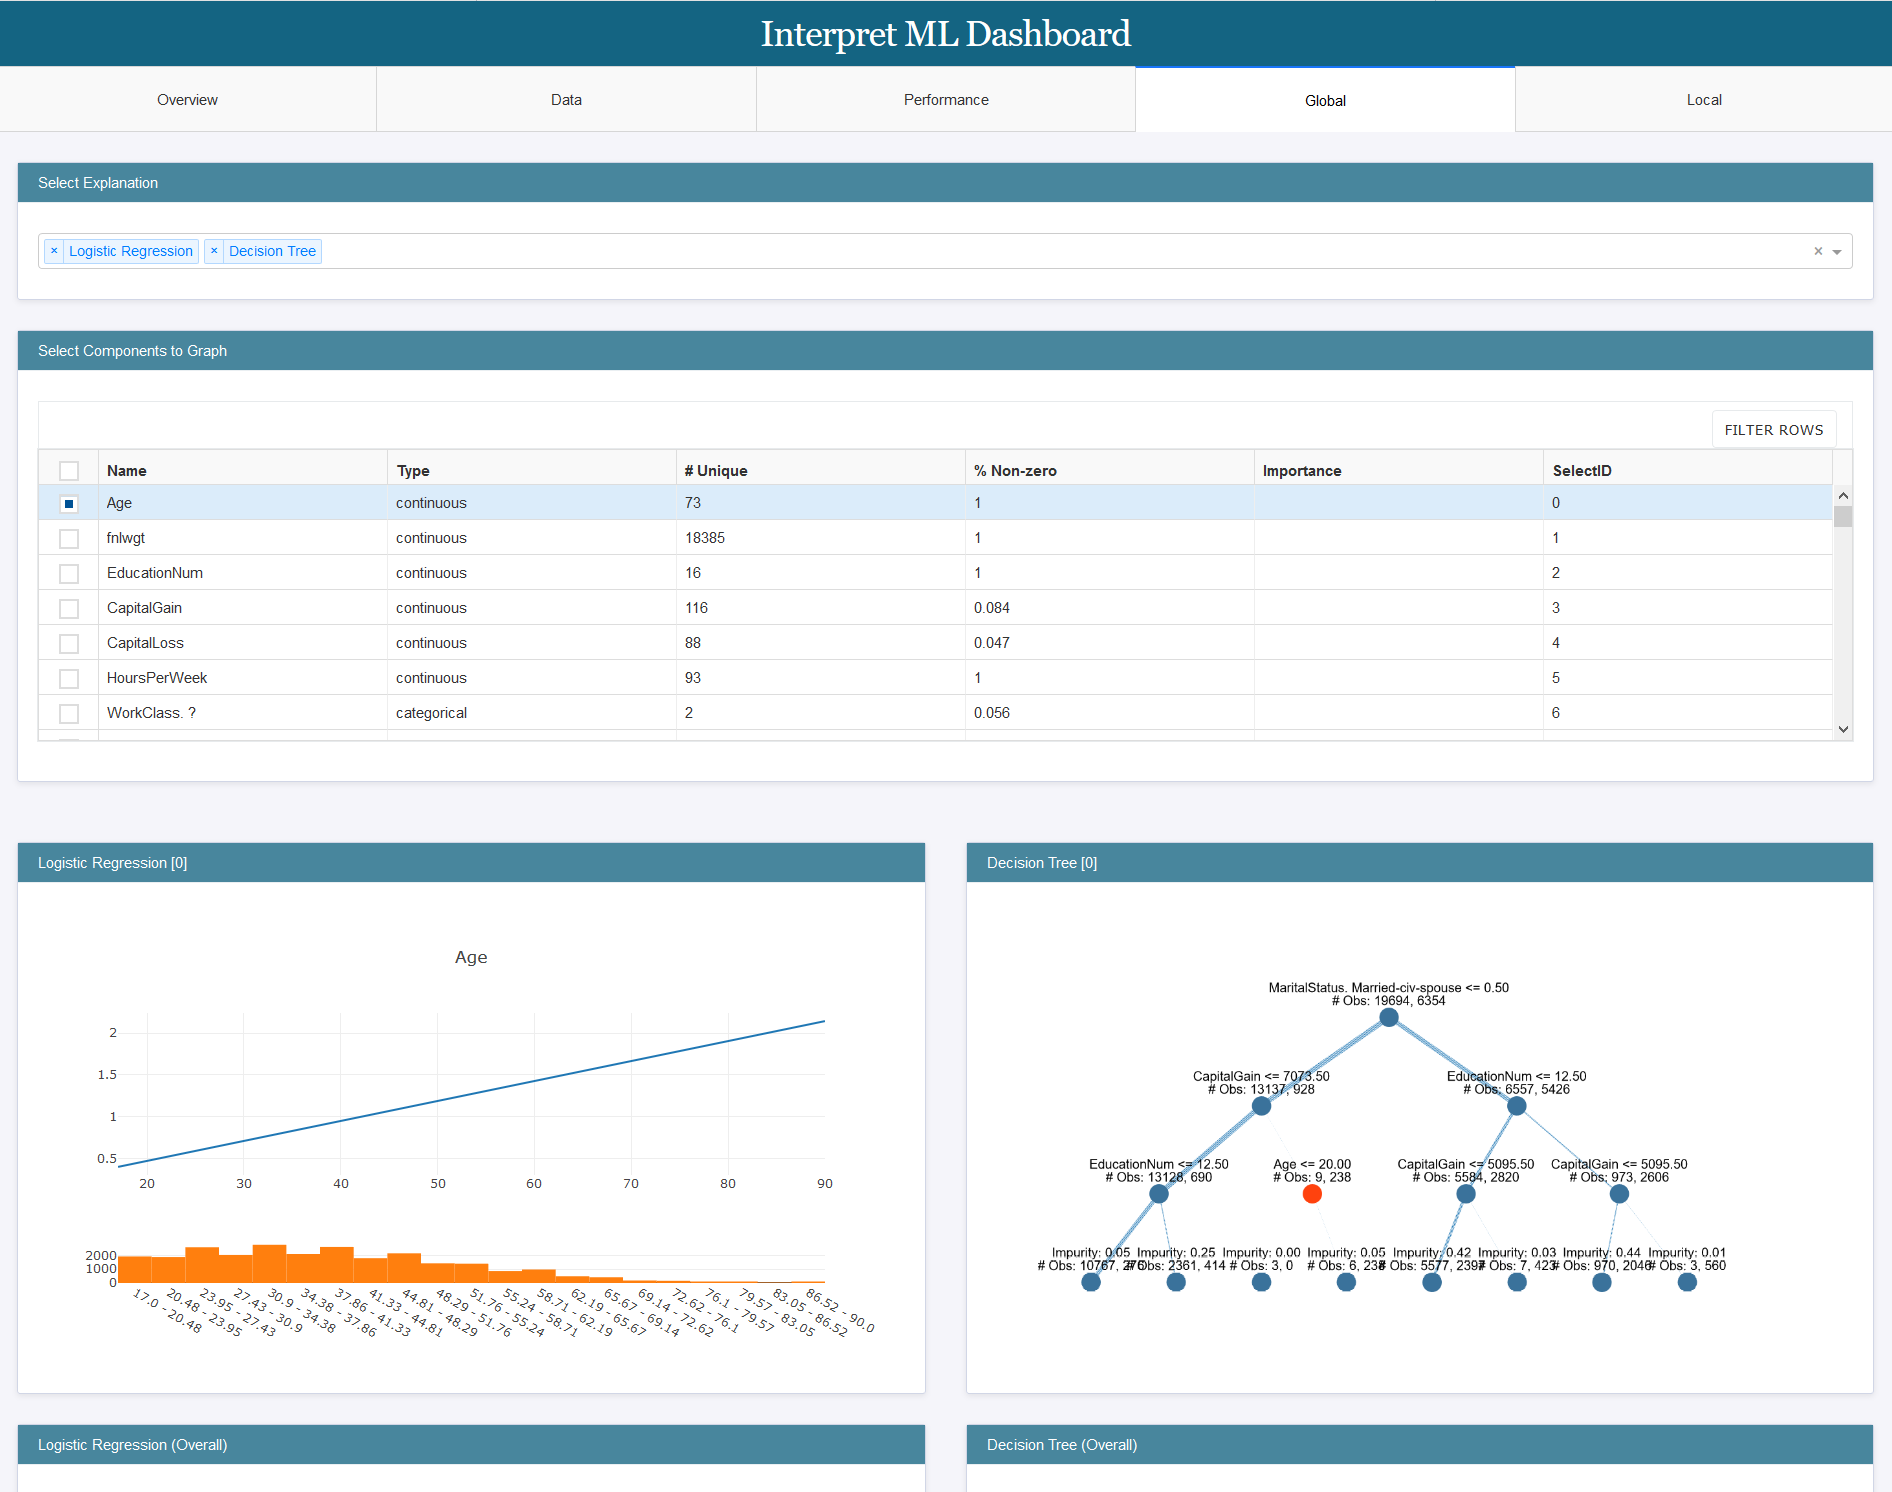 Interpret ML Dashboard
Overview Data Performance Global Local
Select Explanation
× Logistic Regression × Decision Tree ×
Select Components to Graph
FILTER ROWS
Name Type # Unique % Non-zero Importance SelectID
Age continuous 73 1 0
fnlwgt continuous 18385 1 1
EducationNum continuous 16 1 2
CapitalGain continuous 116 0.084 3
CapitalLoss continuous 88 0.047 4
HoursPerWeek continuous 93 1 5
WorkClass. ? categorical 2 0.056 6
Logistic Regression [0]
Age
2
1.5
1
0.5
20 30 40 50 60 70 80 90
2000
1000
0
17.0 - 20.48
20.48 - 23.95
23.95 - 27.43
27.43 - 30.9
30.9 - 34.38
34.38 - 37.86
37.86 - 41.33
41.33 - 44.81
44.81 - 48.29
48.29 - 51.76
51.76 - 55.24
55.24 - 58.71
58.71 - 62.19
62.19 - 65.67
65.67 - 69.14
69.14 - 72.62
72.62 - 76.1
76.1 - 79.57
79.57 - 83.05
83.05 - 86.52
86.52 - 90.0
Decision Tree [0]
MaritalStatus. Married-civ-spouse <= 0.50
# Obs: 19694, 6354
CapitalGain <= 7073.50 EducationNum <= 12.50
# Obs: 13137, 928 # Obs: 6557, 5426
EducationNum <= 12.50 Age <= 20.00 CapitalGain <= 5095.50 CapitalGain <= 5095.50
# Obs: 13128, 690 # Obs: 9, 238 # Obs: 5584, 2820 # Obs: 973, 2606
Impurity: 0.05 Impurity: 0.25 Impurity: 0.00 Impurity: 0.05 Impurity: 0.42 Impurity: 0.03 Impurity: 0.44 Impurity: 0.01
# Obs: 10767, 276 # Obs: 2361, 414 # Obs: 3, 0 # Obs: 6, 238 # Obs: 5577, 2397 # Obs: 7, 423 # Obs: 970, 2046 # Obs: 3, 560
Logistic Regression (Overall)
Decision Tree (Overall)